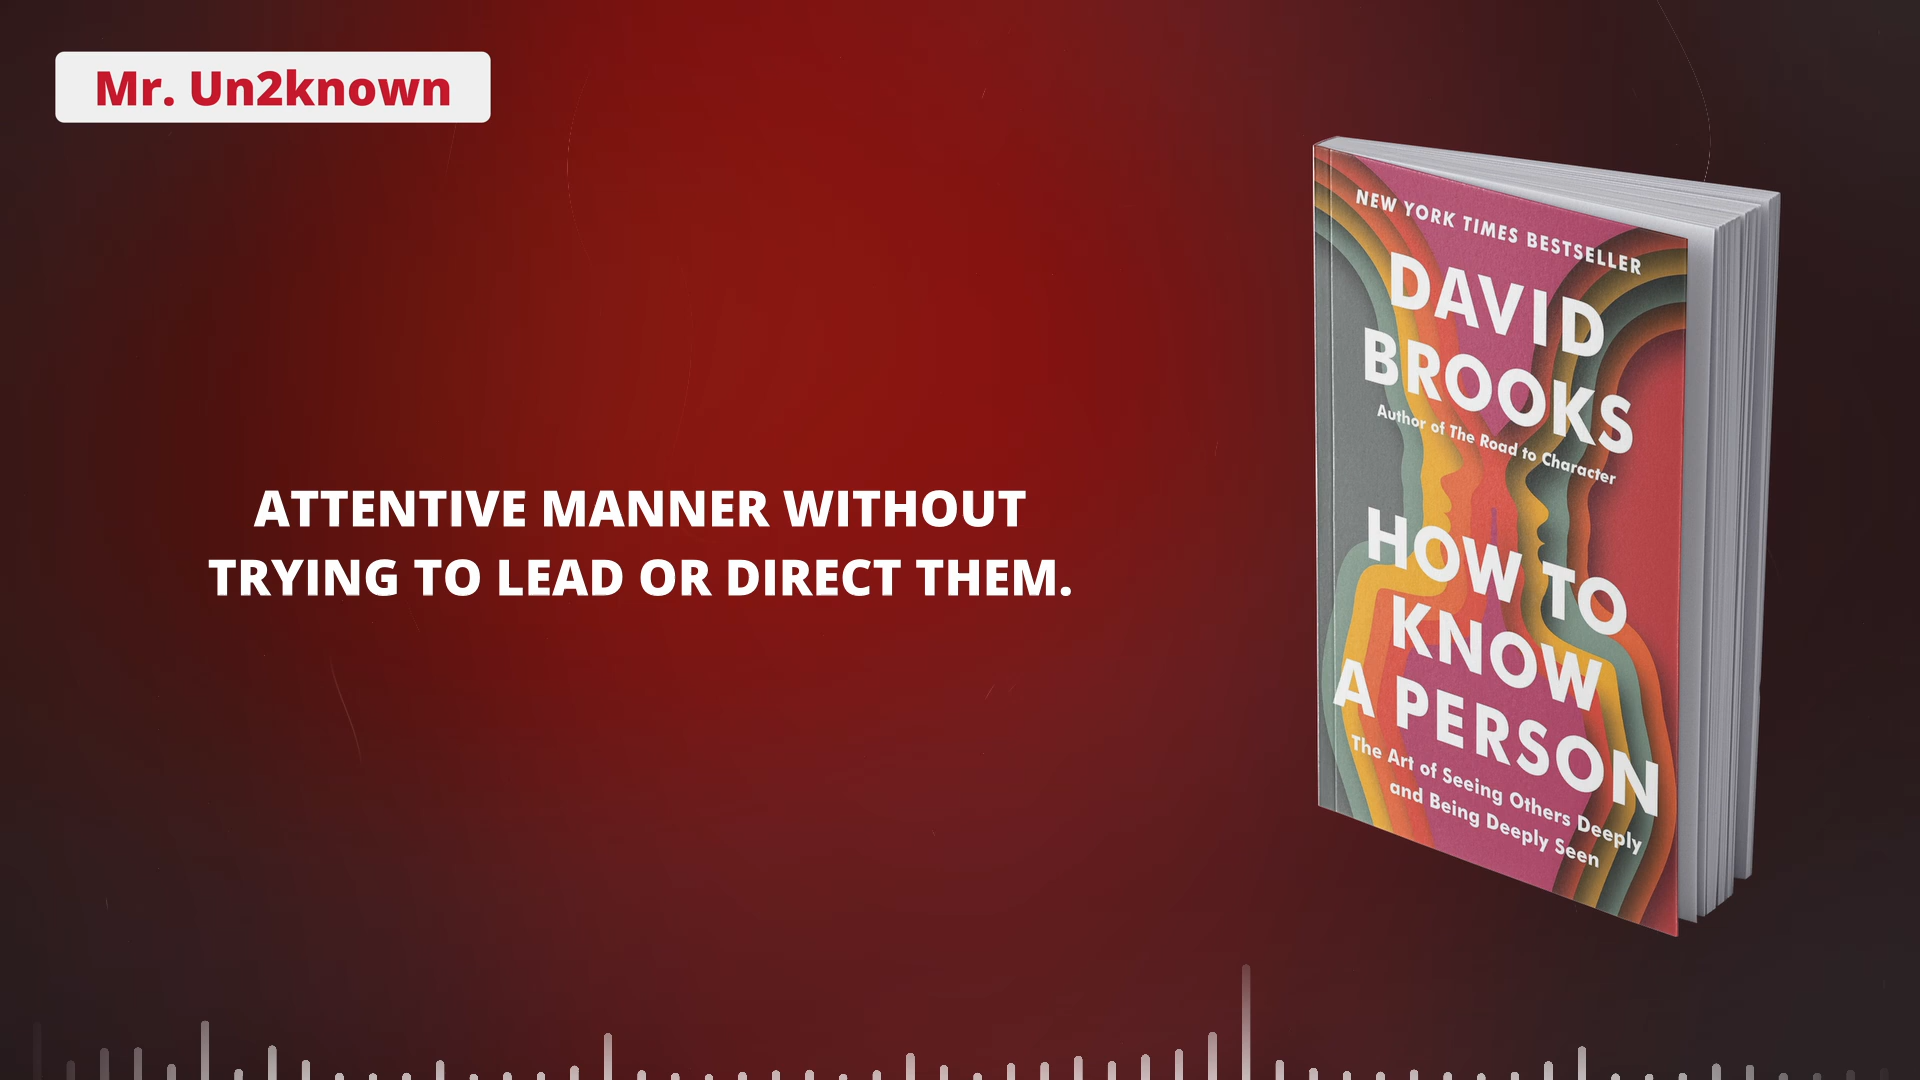 Mr. Un2known
ATTENTIVE MANNER WITHOUT
TRYING TO LEAD OR DIRECT THEM.
NEW YORK TIMES BESTSELLER
DAVID
BROOKS
Author of The Road to Character
HOW TO
KNOW
A PERSON
The Art of Seeing Others Deeply
and Being Deeply Seen